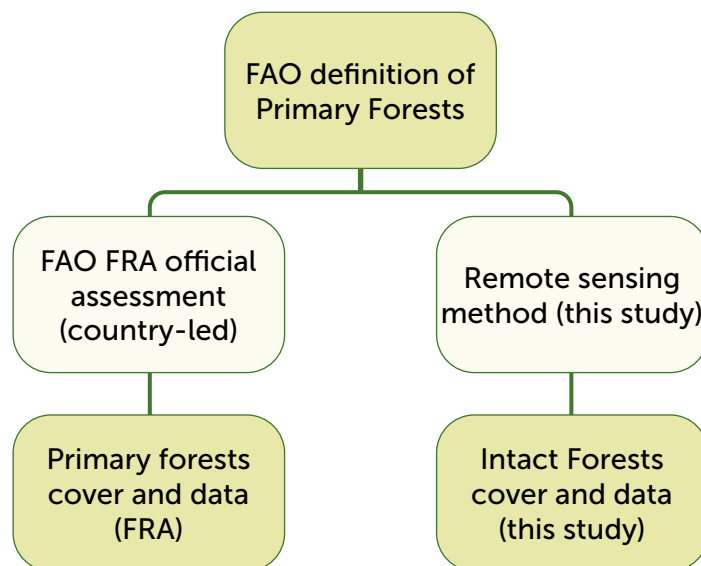 FAO definition of
Primary Forests
FAO FRA official
assessment
(country-led)
Remote sensing
method (this study)
Primary forests
cover and data
(FRA)
Intact Forests
cover and data
(this study)